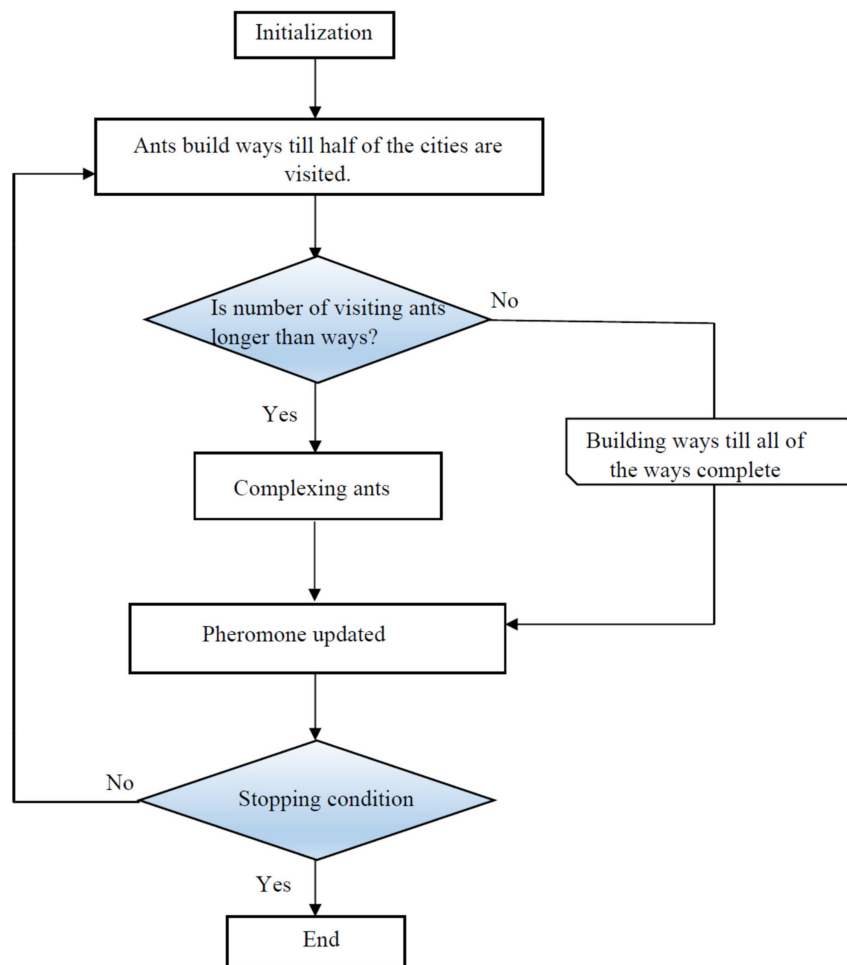 Initialization
Ants build ways till half of the cities are
visited.
Is number of visiting ants
longer than ways?
No
Yes
Building ways till all of
the ways complete
Complexing ants
Pheromone updated
No
Stopping condition
Yes
End